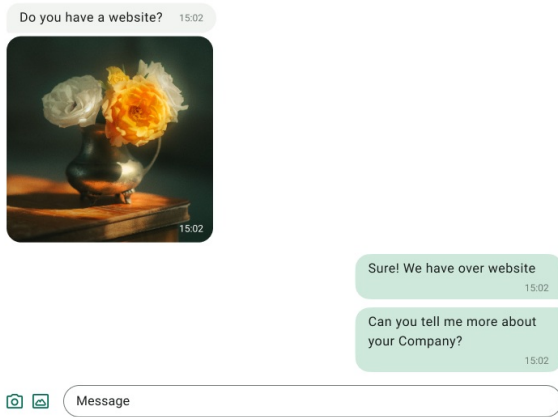 Do you have a website? 15:02
15:02
Sure! We have over website
15:02
Can you tell me more about
your Company?
15:02
Message